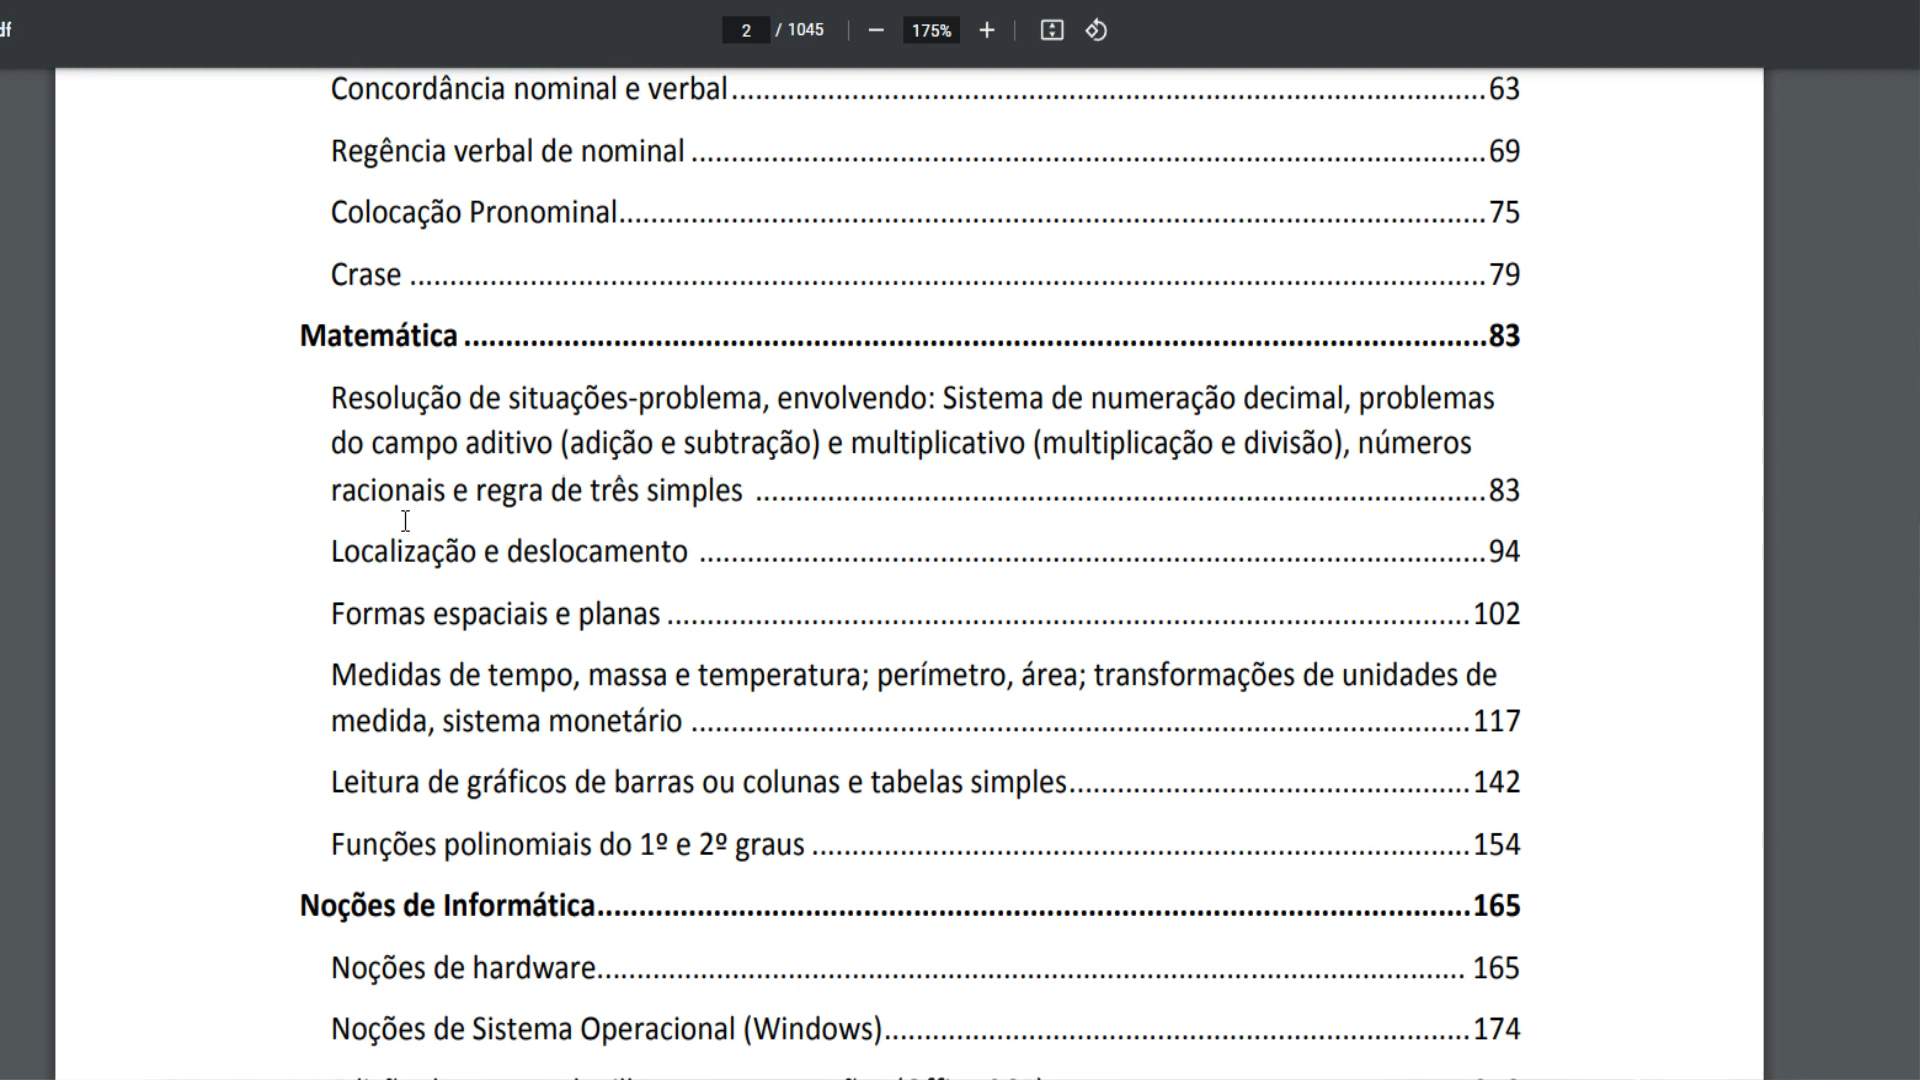 df
2 / 1045 − 175% +
Concordância nominal e verbal....................63
Regência verbal de nominal ....................69
Colocação Pronominal....................75
Crase ....................79
Matemática ....................83
Resolução de situações-problema, envolvendo: Sistema de numeração decimal, problemas
do campo aditivo (adição e subtração) e multiplicativo (multiplicação e divisão), números
racionais e regra de três simples ....................83
Localização e deslocamento ....................94
Formas espaciais e planas ....................102
Medidas de tempo, massa e temperatura; perímetro, área; transformações de unidades de
medida, sistema monetário ....................117
Leitura de gráficos de barras ou colunas e tabelas simples....................142
Funções polinomiais do 1º e 2º graus ....................154
Noções de Informática....................165
Noções de hardware.................... 165
Noções de Sistema Operacional (Windows)....................174